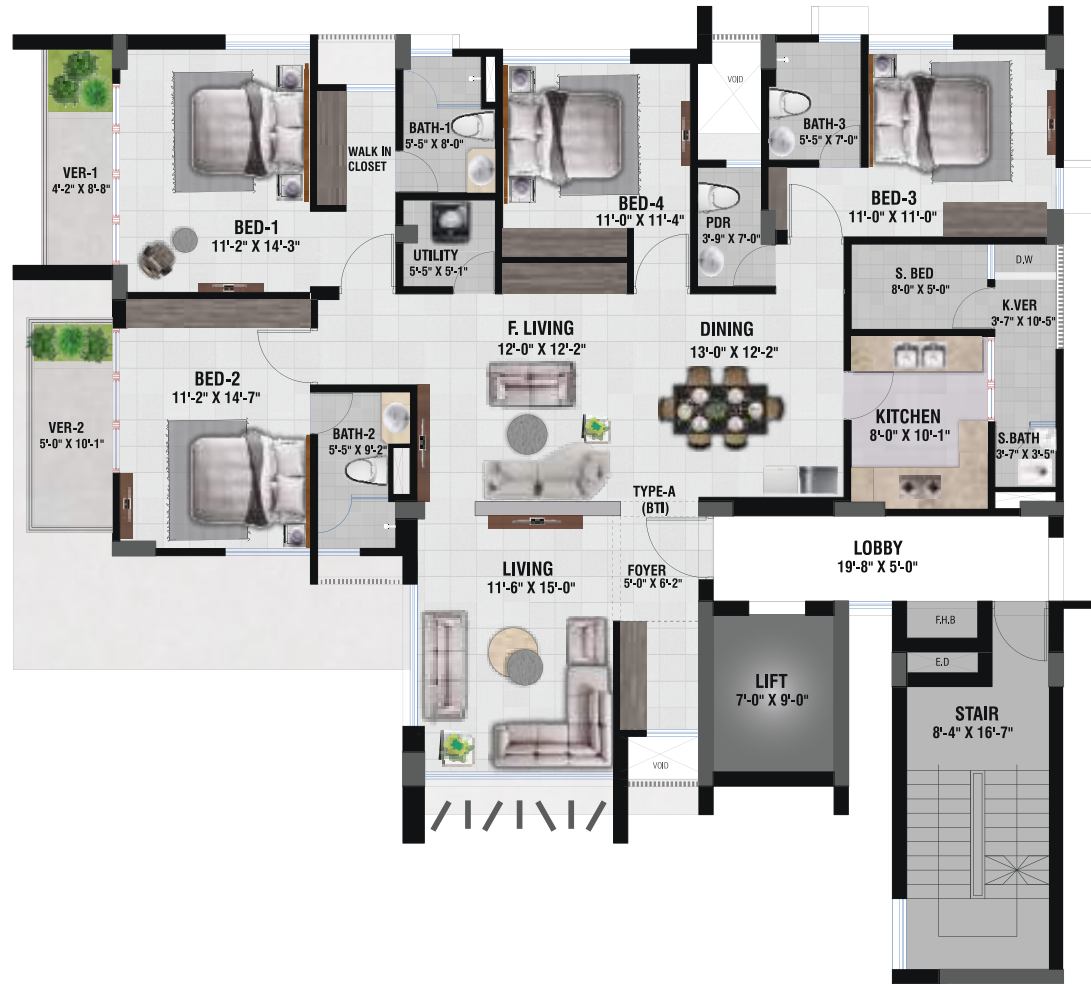 VOID
BATH-1
5'-5" X 8'-0"
BATH-3
5'-5" X 7'-0"
WALK IN
CLOSET
VER-1
4'-2" X 8'-8"
BED-4
11'-0" X 11'-4"
BED-3
11'-0" X 11'-0"
BED-1
11'-2" X 14'-3"
PDR
3'-9" X 7'-0"
UTILITY
5'-5" X 5'-1"
S. BED
8'-0" X 5'-0"
D.W
K.VER
3'-7" X 10'-5"
F. LIVING
12'-0" X 12'-2"
DINING
13'-0" X 12'-2"
BED-2
11'-2" X 14'-7"
VER-2
5'-0" X 10'-1"
BATH-2
5'-5" X 9'-2"
KITCHEN
8'-0" X 10'-1"
S.BATH
3'-7" X 3'-5"
TYPE-A
(BTI)
LIVING
11'-6" X 15'-0"
FOYER
5'-0" X 6'-2"
LOBBY
19'-8" X 5'-0"
F.H.B
E.D
LIFT
7'-0" X 9'-0"
STAIR
8'-4" X 16'-7"
VOID